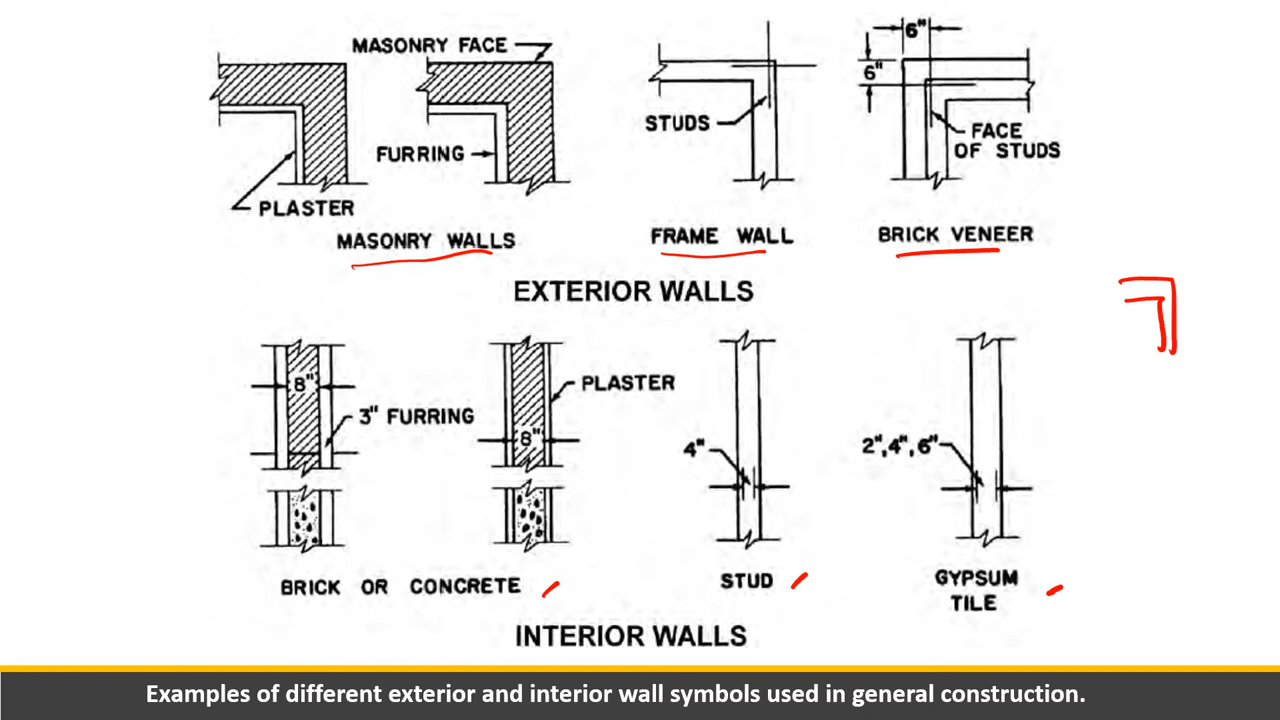 MASONRY FACE
6"
6"
STUDS
FACE
OF STUDS
FURRING
PLASTER
MASONRY WALLS
FRAME WALL
BRICK VENEER
EXTERIOR WALLS
8"
PLASTER
3" FURRING
8"
4"
2", 4", 6"
BRICK OR CONCRETE
STUD
GYPSUM
TILE
INTERIOR WALLS
Examples of different exterior and interior wall symbols used in general construction.